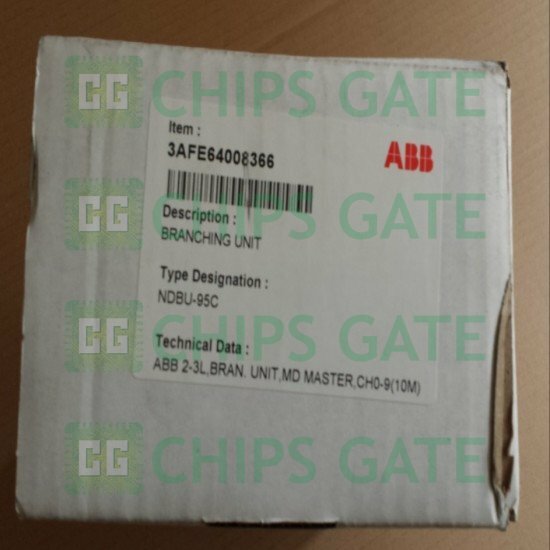 CG CHIPS GATE
Item :
3AFE64008366
ABB
CG CHIPS GATE
Description :
BRANCHING UNIT
Type Designation :
NDBU-95C
CG CHIPS GATE
Technical Data :
ABB 2-3L,BRAN. UNIT,MD MASTER,CH0-9(10M)
CG CHIPS GATE